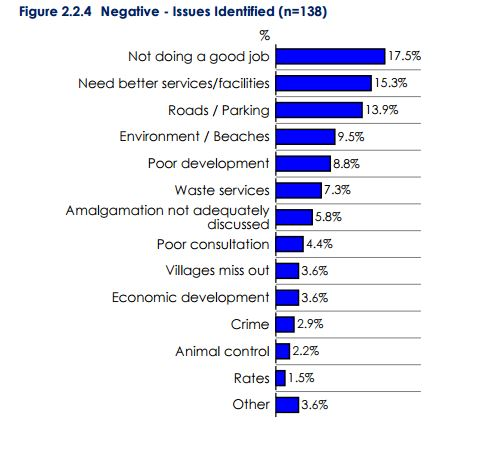 Figure 2.2.4 Negative - Issues Identified (n=138)
%
Not doing a good job 17.5%
Need better services/facilities 15.3%
Roads / Parking 13.9%
Environment / Beaches 9.5%
Poor development 8.8%
Waste services 7.3%
Amalgamation not adequately
discussed 5.8%
Poor consultation 4.4%
Villages miss out 3.6%
Economic development 3.6%
Crime 2.9%
Animal control 2.2%
Rates 1.5%
Other 3.6%